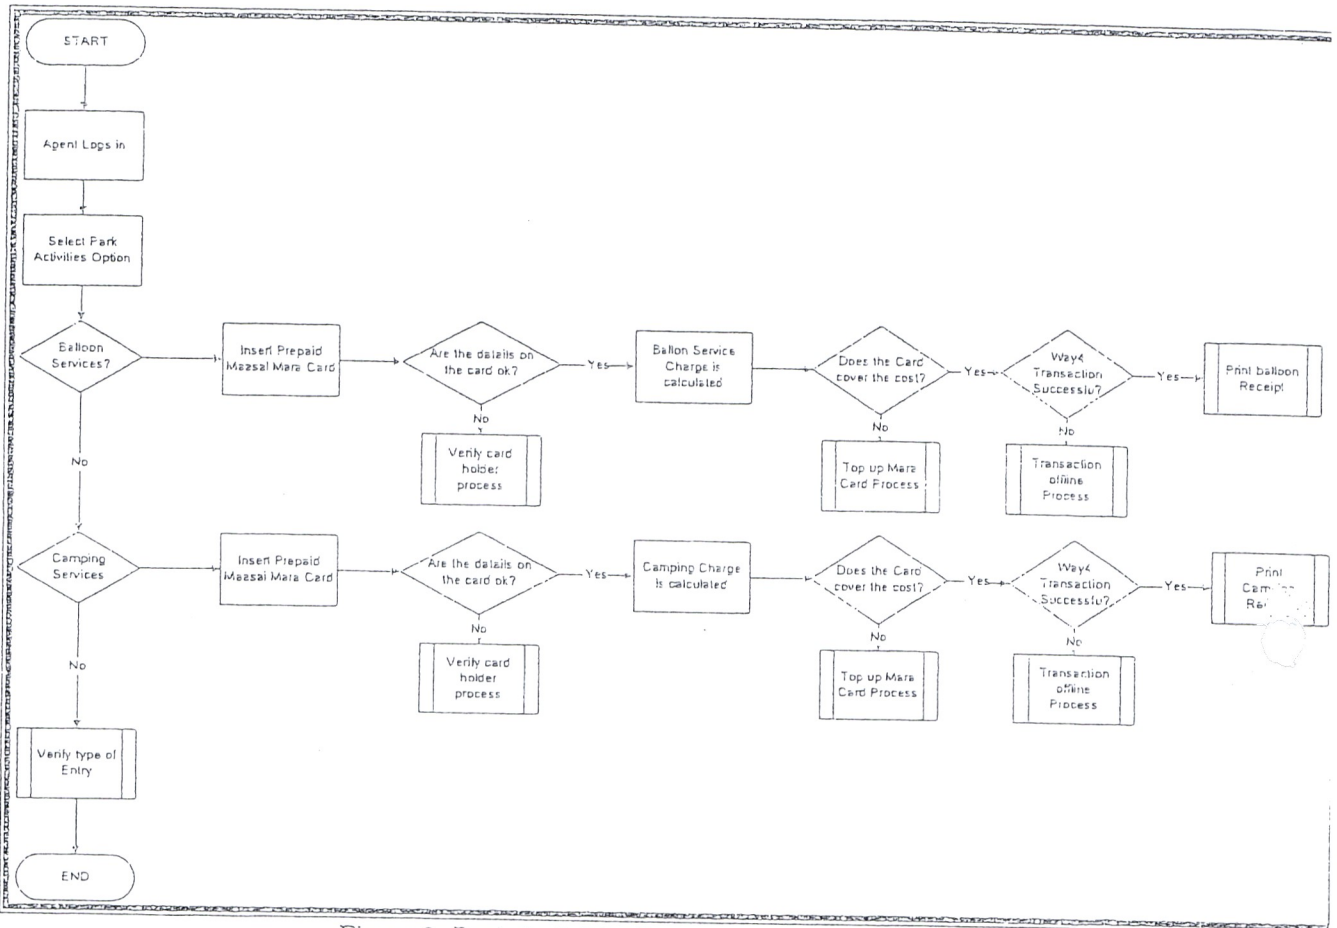 START
Agent Logs in
Select Park
Activities Option
Balloon
Services?
Insert Prepaid
Maasai Mara Card
Are the details on
the card ok?
Yes
Ballon Service
Charge is
calculated
Does the Card
cover the cost?
Yes
Way4
Transaction
Successful?
Yes
Print balloon
Receipt
No
Verify card
holder
process
No
Top up Mara
Card Process
No
Transaction
offline
Process
No
Camping
Services
Insert Prepaid
Maasai Mara Card
Are the details on
the card ok?
Yes
Camping Charge
is calculated
Does the Card
cover the cost?
Yes
Way4
Transaction
Successful?
Yes
Print
No
Verify card
holder
process
No
Top up Mara
Card Process
No
Transaction
offline
Process
No
Verify type of
Entry
END